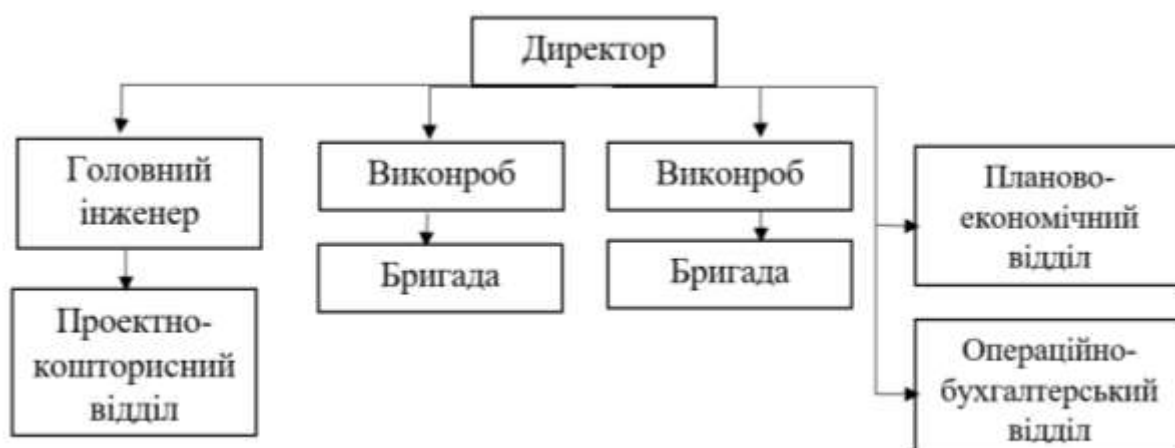 Директор
Головний
інженер
Виконроб
Виконроб
Планово-
економічний
відділ
Бригада
Бригада
Проектно-
кошторисний
відділ
Операційно-
бухгалтерський
відділ